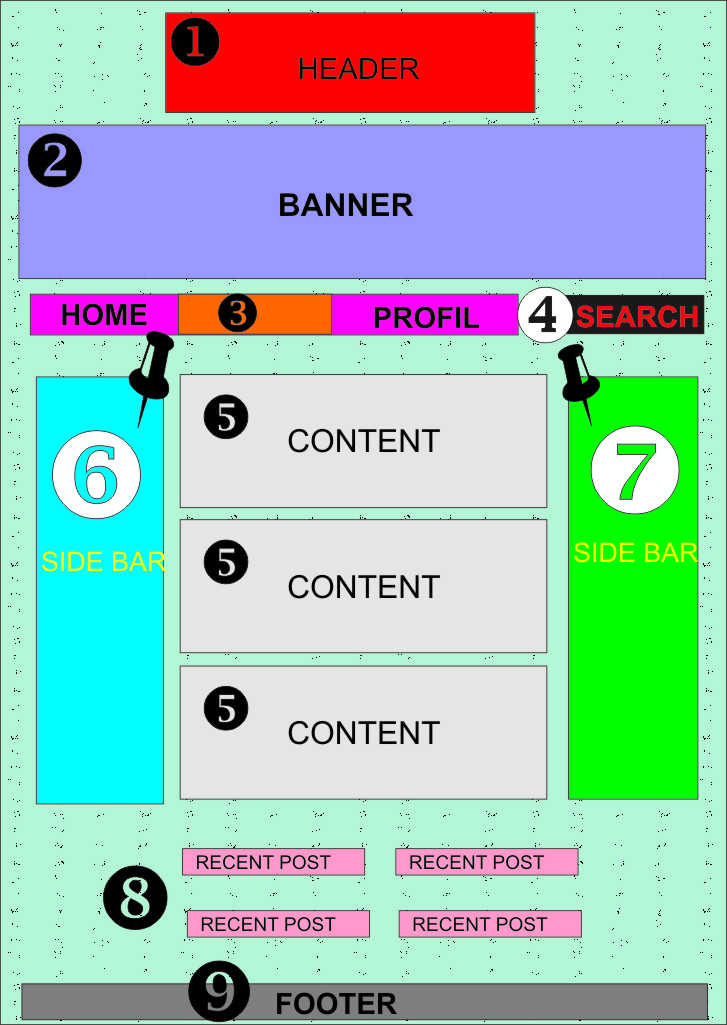 1
HEADER
2
BANNER
HOME
3
PROFIL
4
SEARCH
5
CONTENT
6
SIDE BAR
7
SIDE BAR
5
CONTENT
5
CONTENT
8
RECENT POST
RECENT POST
RECENT POST
RECENT POST
9
FOOTER